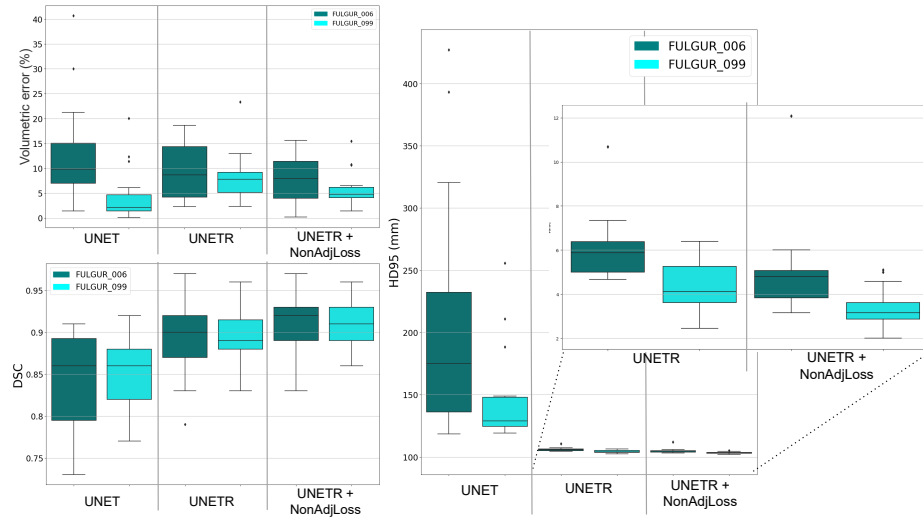 Volumetric error (%)
40
35
30
25
20
15
10
5
0
FULGUR_006
FULGUR_099
UNET
UNETR
UNETR +
NonAdjLoss
DSC
0.95
0.9
0.85
0.8
0.75
FULGUR_006
FULGUR_099
UNET
UNETR
UNETR +
NonAdjLoss
HD95 (mm)
400
350
300
250
200
150
100
FULGUR_006
FULGUR_099
12
10
8
6
4
2
UNETR
UNETR +
NonAdjLoss
UNET
UNETR
UNETR +
NonAdjLoss